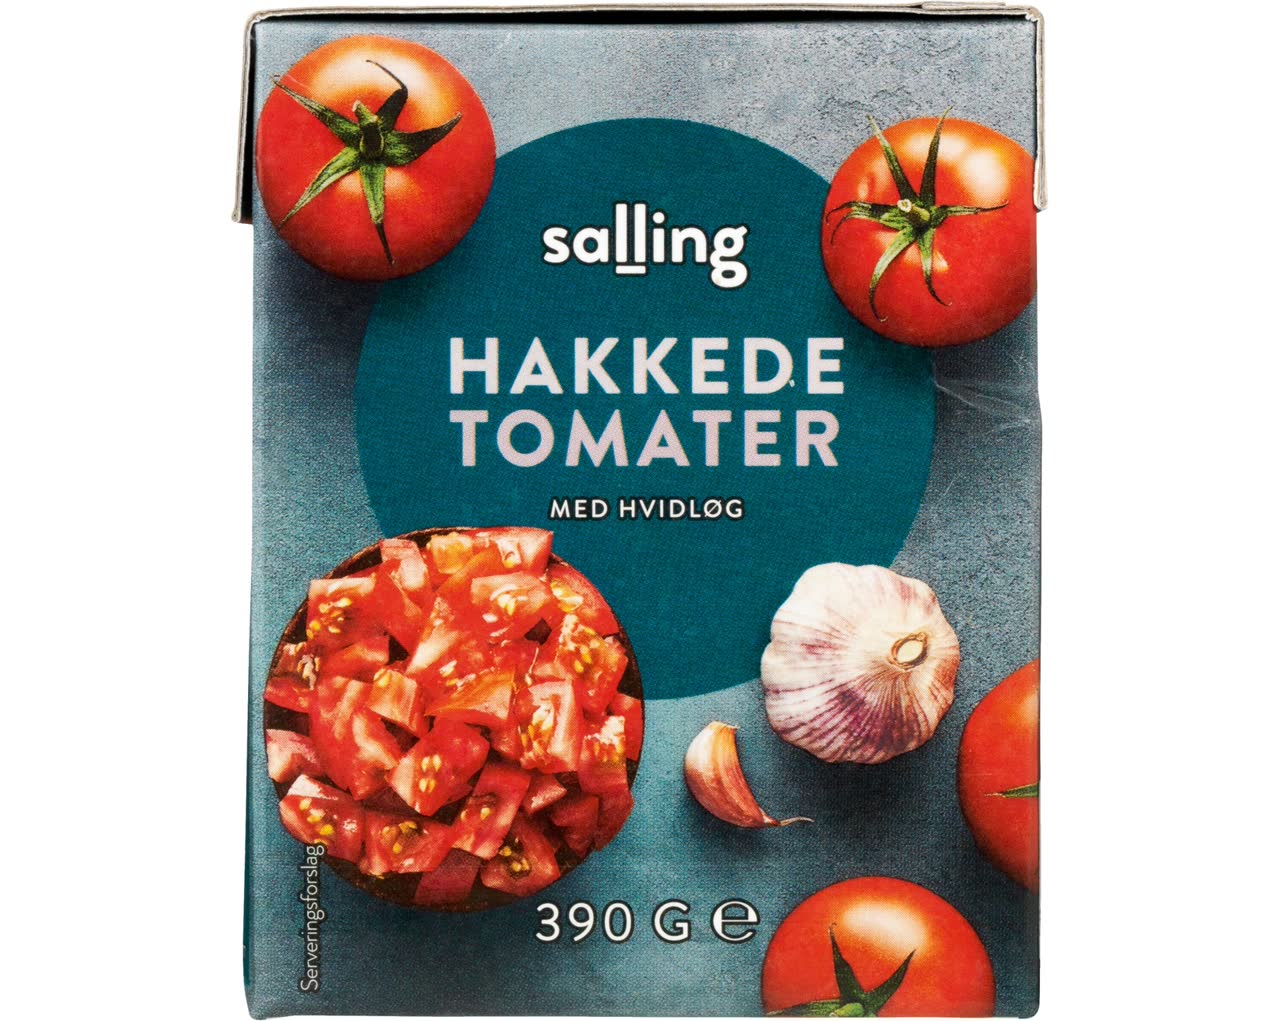 salling
HAKKEDE
TOMATER
MED HVIDLØG
390 G ℮
Serveringsforslag